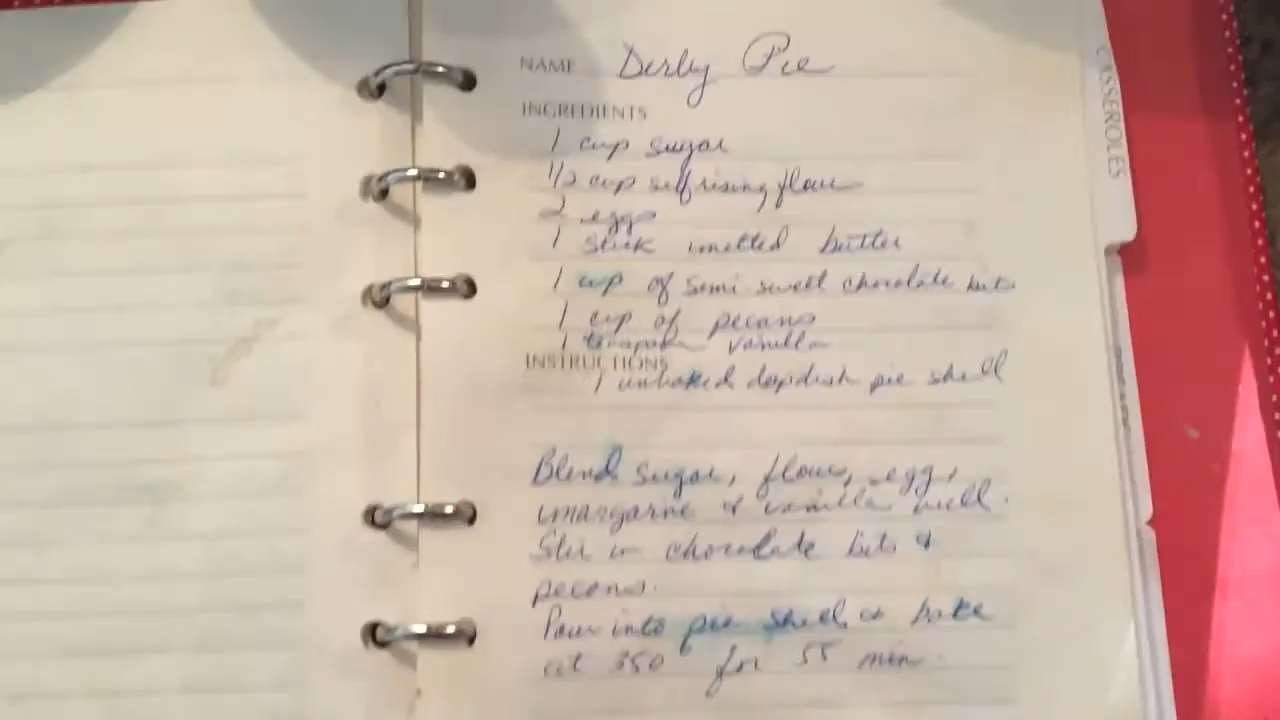 NAME Derby Pie
INGREDIENTS
1 cup sugar
1/2 cup selfrising flour
2 eggs
1 stick melted butter
1 cup of semi sweet chocolate bits
1 cup of pecans
1 teaspoon vanilla
INSTRUCTIONS
1 unbaked deepdish pie shell
Blend sugar, flour, egg,
margarine & vanilla well.
Stir in chocolate bits &
pecans.
Pour into pie shell & bake
at 350 for 55 min.
CASSEROLES